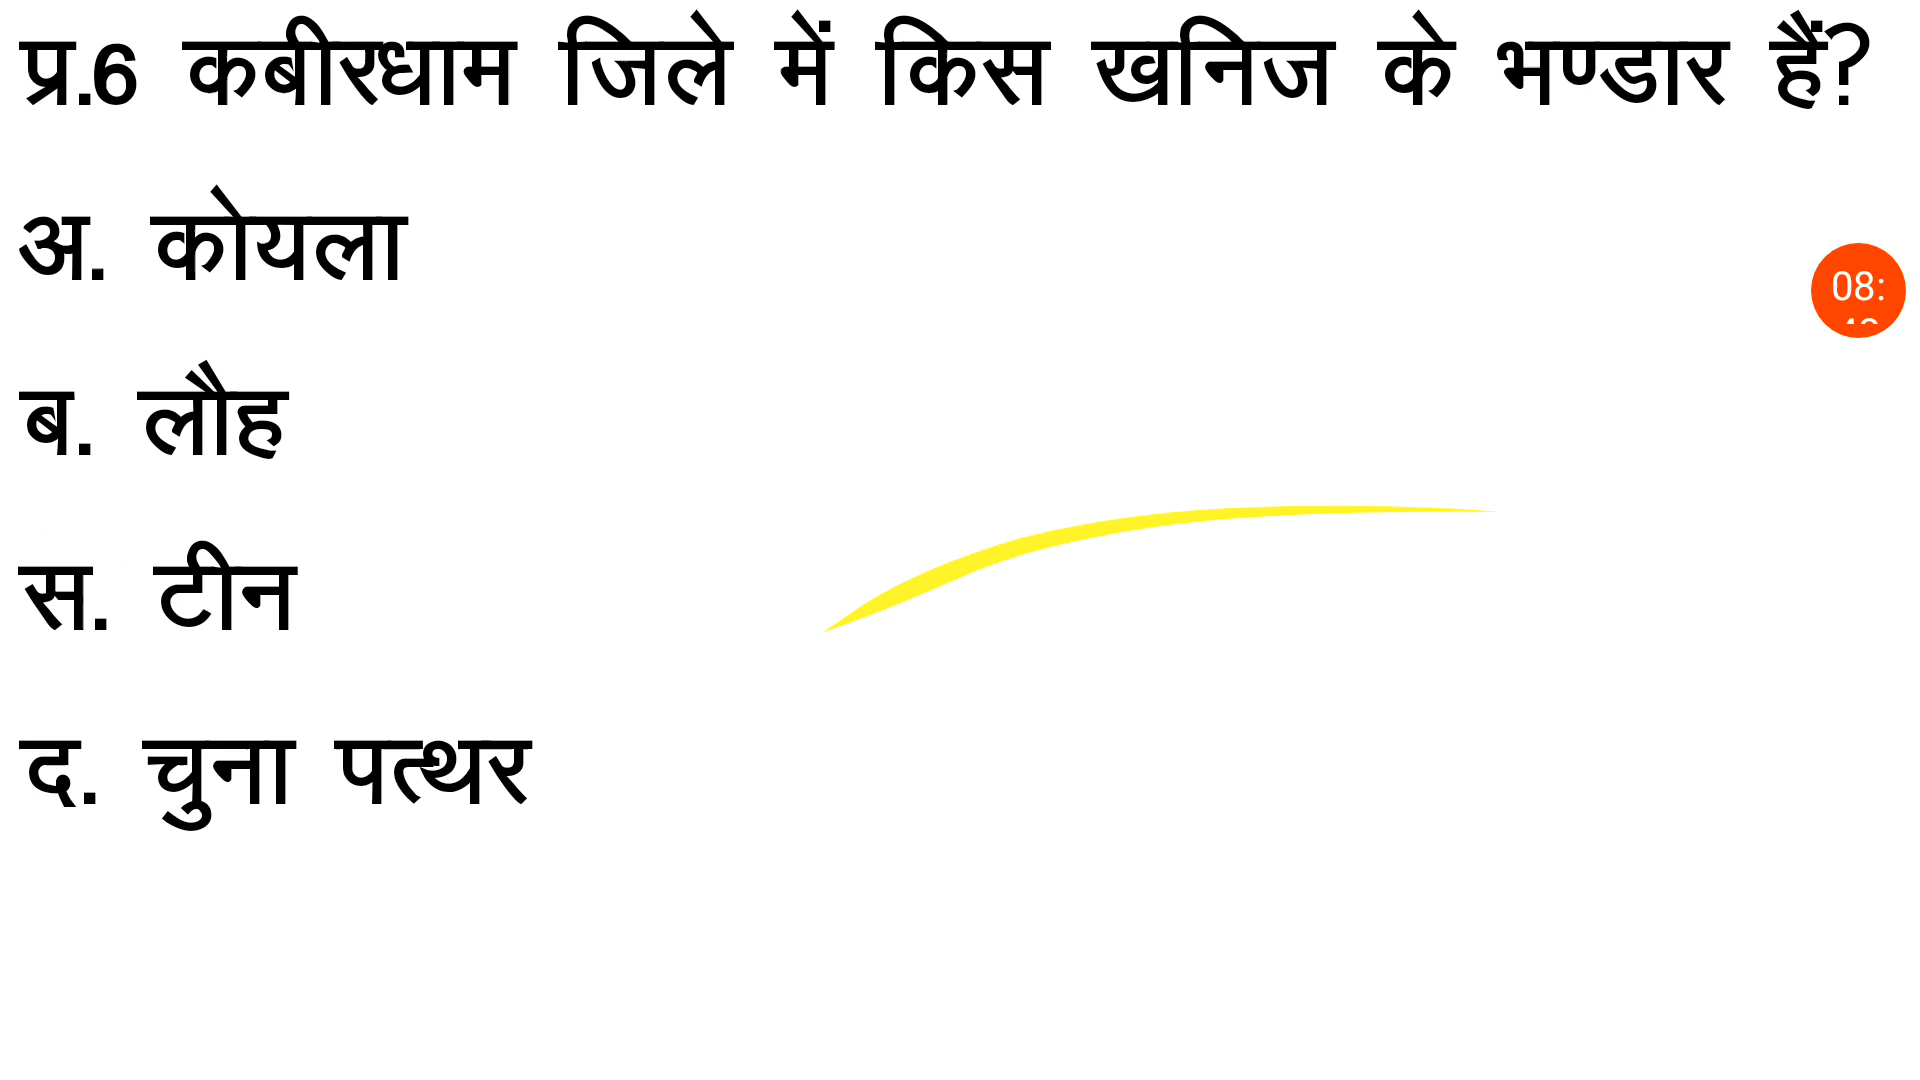 प्र.6 कबीरधाम जिले में किस खनिज के भण्डार हैं?
अ. कोयला
08:
ब. लौह
स. टीन
द. चुना पत्थर